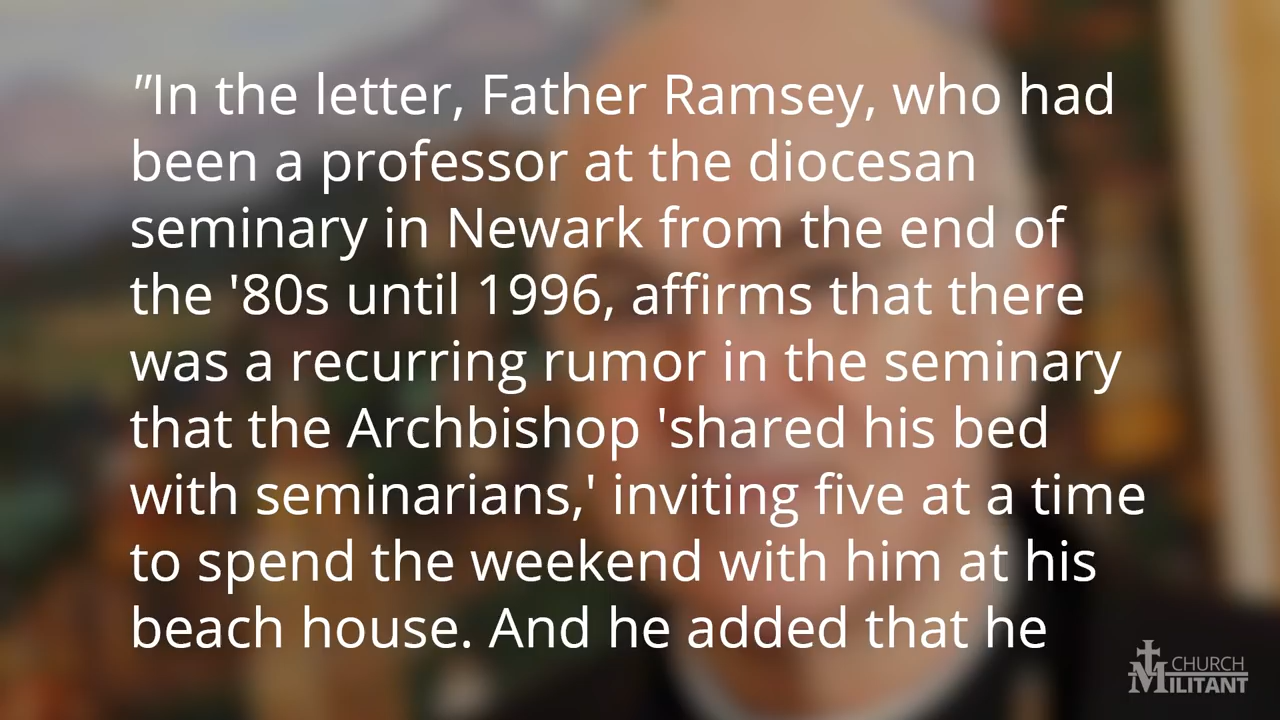 "In the letter, Father Ramsey, who had
been a professor at the diocesan
seminary in Newark from the end of
the '80s until 1996, affirms that there
was a recurring rumor in the seminary
that the Archbishop 'shared his bed
with seminarians,' inviting five at a time
to spend the weekend with him at his
beach house. And he added that he
CHURCH
MILITANT